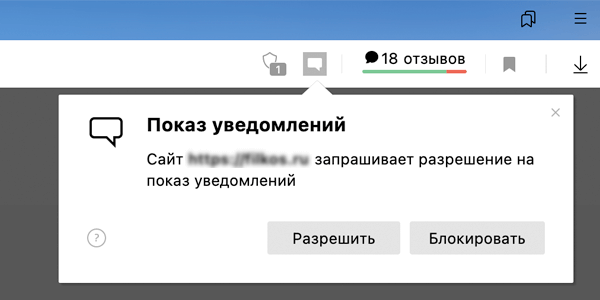 1
18 отзывов
Показ уведомлений
Сайт запрашивает разрешение на
показ уведомлений
?
Разрешить
Блокировать